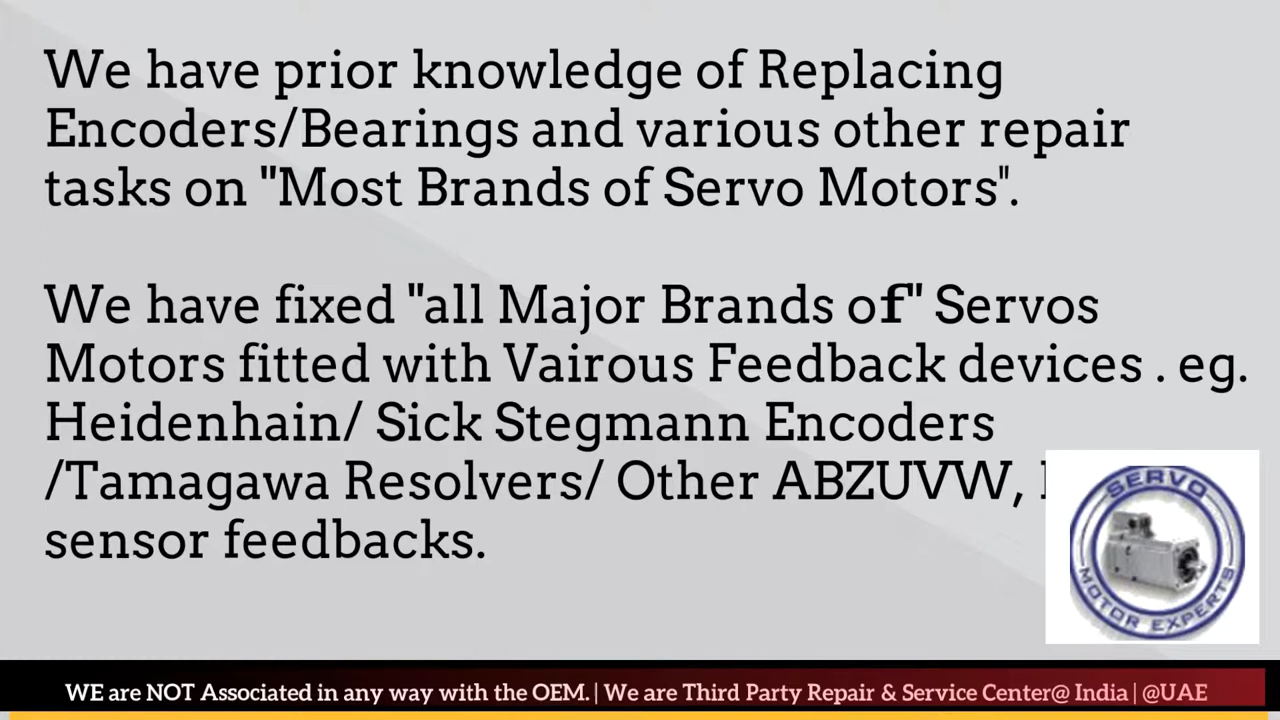 We have prior knowledge of Replacing
Encoders/Bearings and various other repair
tasks on "Most Brands of Servo Motors".
We have fixed "all Major Brands of" Servos
Motors fitted with Vairous Feedback devices . eg.
Heidenhain/ Sick Stegmann Encoders
/Tamagawa Resolvers/ Other ABZUVW,
sensor feedbacks.
SERVO
MOTOR EXPERTS
WE are NOT Associated in any way with the OEM. | We are Third Party Repair & Service Center@ India | @UAE